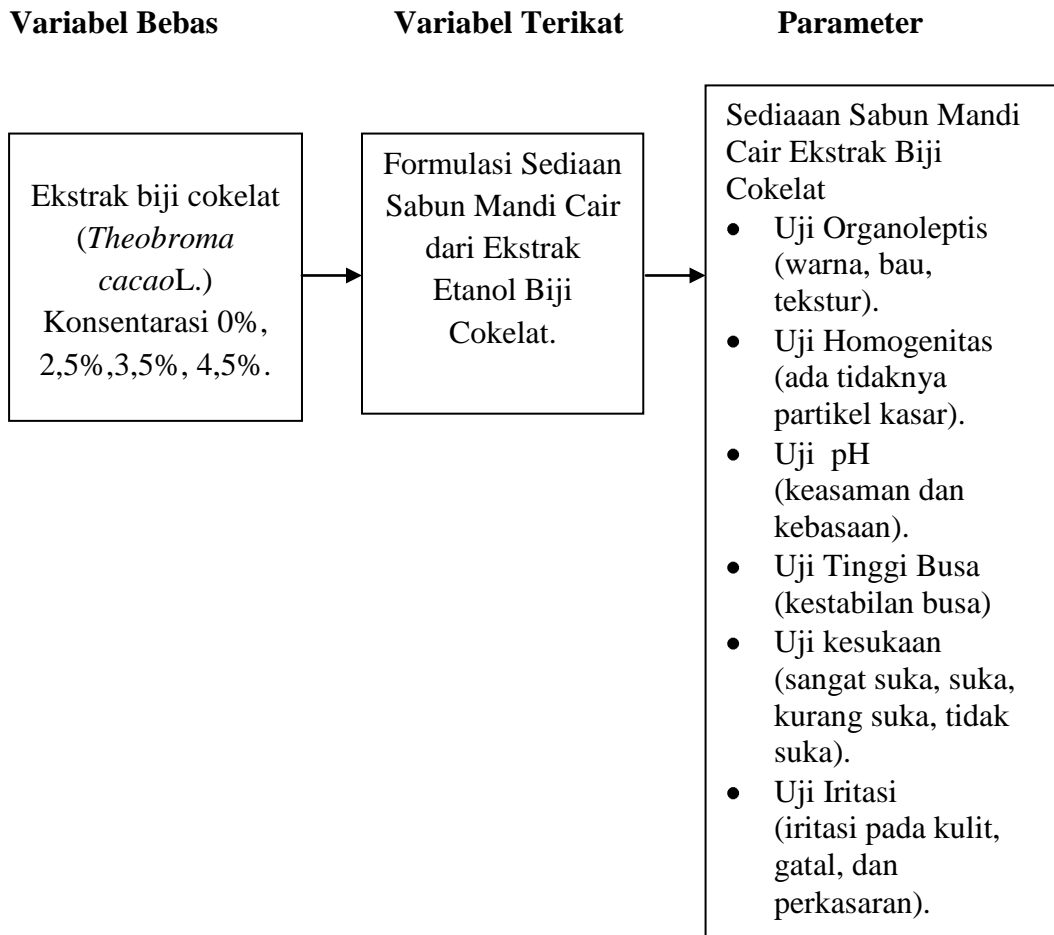 Variabel Bebas
Variabel Terikat
Parameter
Ekstrak biji cokelat
(Theobroma
cacaoL.)
Konsentarasi 0%,
2,5%,3,5%, 4,5%.
Formulasi Sediaan
Sabun Mandi Cair
dari Ekstrak
Etanol Biji
Cokelat.
Sediaaan Sabun Mandi
Cair Ekstrak Biji
Cokelat
• Uji Organoleptis
(warna, bau,
tekstur).
• Uji Homogenitas
(ada tidaknya
partikel kasar).
• Uji pH
(keasaman dan
kebasaan).
• Uji Tinggi Busa
(kestabilan busa)
• Uji kesukaan
(sangat suka, suka,
kurang suka, tidak
suka).
• Uji Iritasi
(iritasi pada kulit,
gatal, dan
perkasaran).